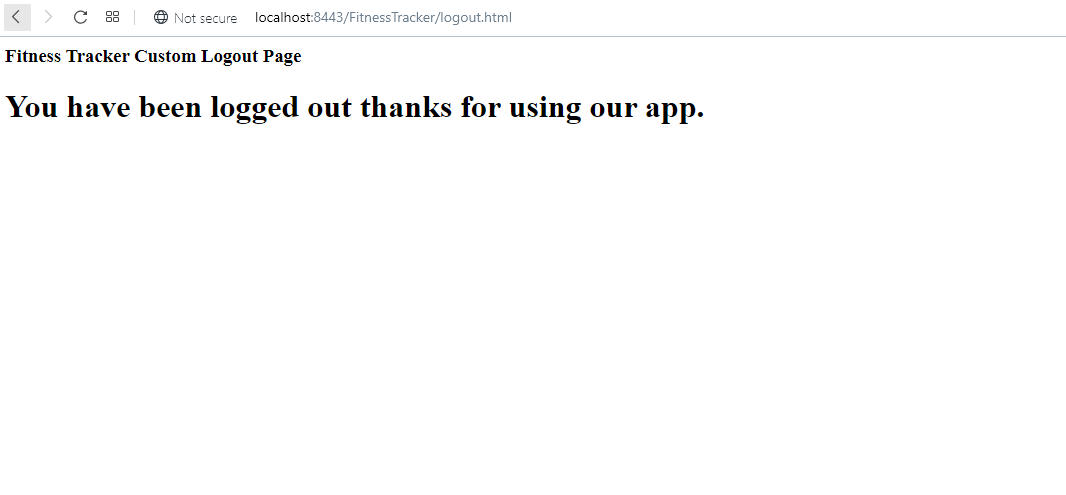 Not secure localhost:8443/FitnessTracker/logout.html
Fitness Tracker Custom Logout Page
You have been logged out thanks for using our app.